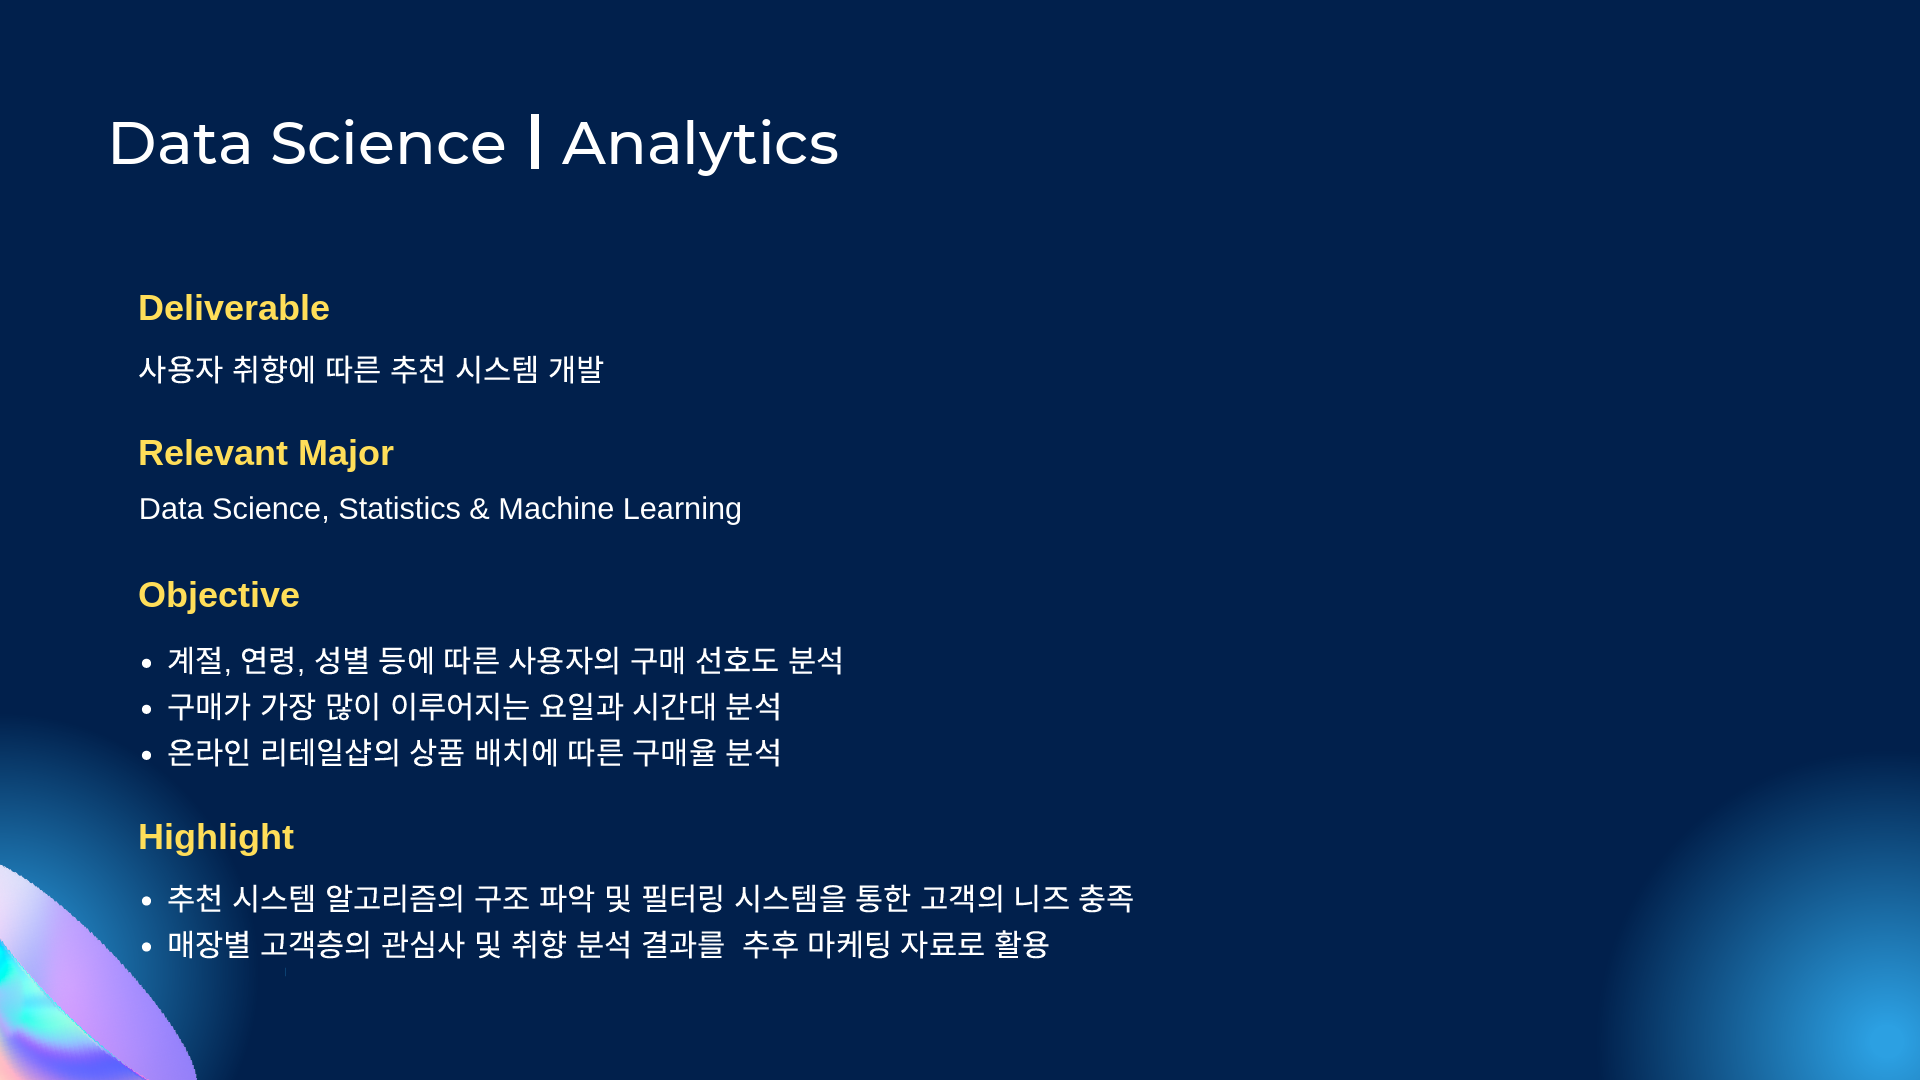 Data Science | Analytics
Deliverable
사용자 취향에 따른 추천 시스템 개발
Relevant Major
Data Science, Statistics & Machine Learning
Objective
• 계절, 연령, 성별 등에 따른 사용자의 구매 선호도 분석
• 구매가 가장 많이 이루어지는 요일과 시간대 분석
• 온라인 리테일샵의 상품 배치에 따른 구매율 분석
Highlight
• 추천 시스템 알고리즘의 구조 파악 및 필터링 시스템을 통한 고객의 니즈 충족
• 매장별 고객층의 관심사 및 취향 분석 결과를  추후 마케팅 자료로 활용